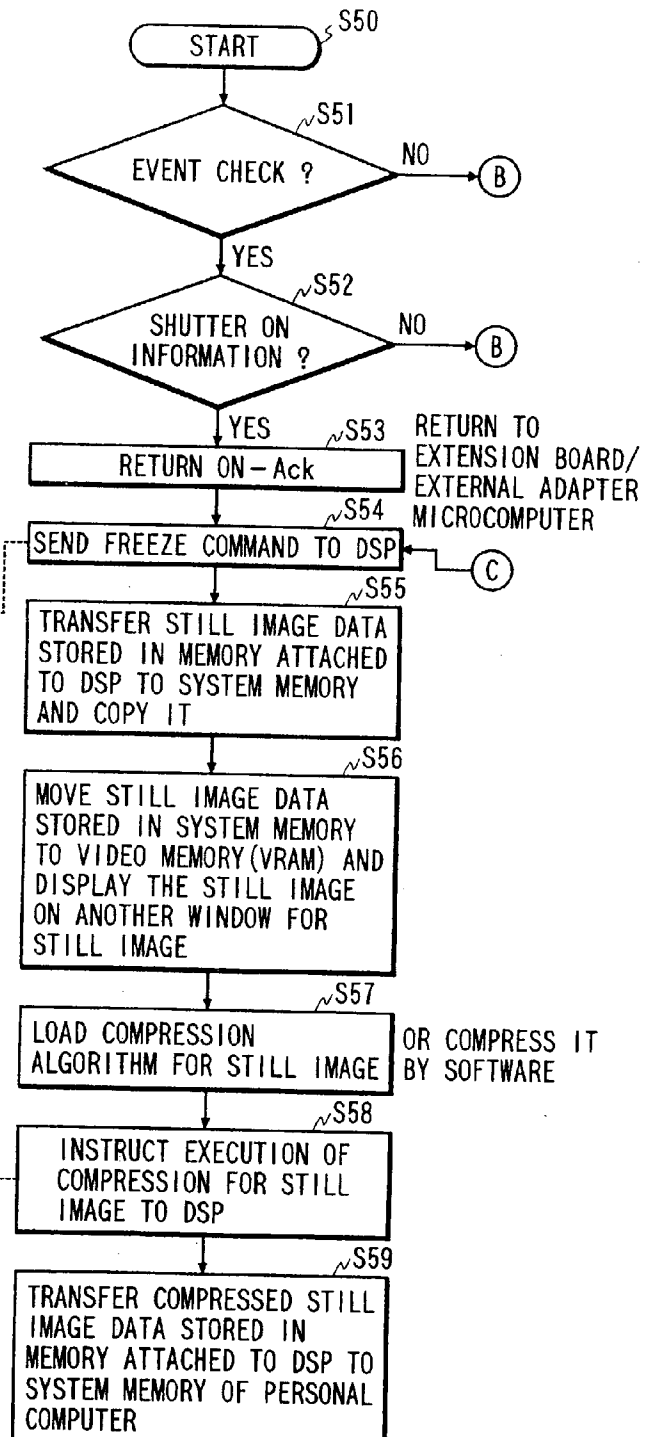 S50
START
S51
EVENT CHECK ?
NO
B
YES
S52
SHUTTER ON
INFORMATION ?
NO
B
YES
S53
RETURN ON-Ack
RETURN TO
EXTENSION BOARD/
EXTERNAL ADAPTER
MICROCOMPUTER
S54
SEND FREEZE COMMAND TO DSP
C
S55
TRANSFER STILL IMAGE DATA
STORED IN MEMORY ATTACHED
TO DSP TO SYSTEM MEMORY
AND COPY IT
S56
MOVE STILL IMAGE DATA
STORED IN SYSTEM MEMORY
TO VIDEO MEMORY(VRAM) AND
DISPLAY THE STILL IMAGE
ON ANOTHER WINDOW FOR
STILL IMAGE
S57
LOAD COMPRESSION
ALGORITHM FOR STILL IMAGE
OR COMPRESS IT
BY SOFTWARE
S58
INSTRUCT EXECUTION OF
COMPRESSION FOR STILL
IMAGE TO DSP
S59
TRANSFER COMPRESSED STILL
IMAGE DATA STORED IN
MEMORY ATTACHED TO DSP TO
SYSTEM MEMORY OF PERSONAL
COMPUTER